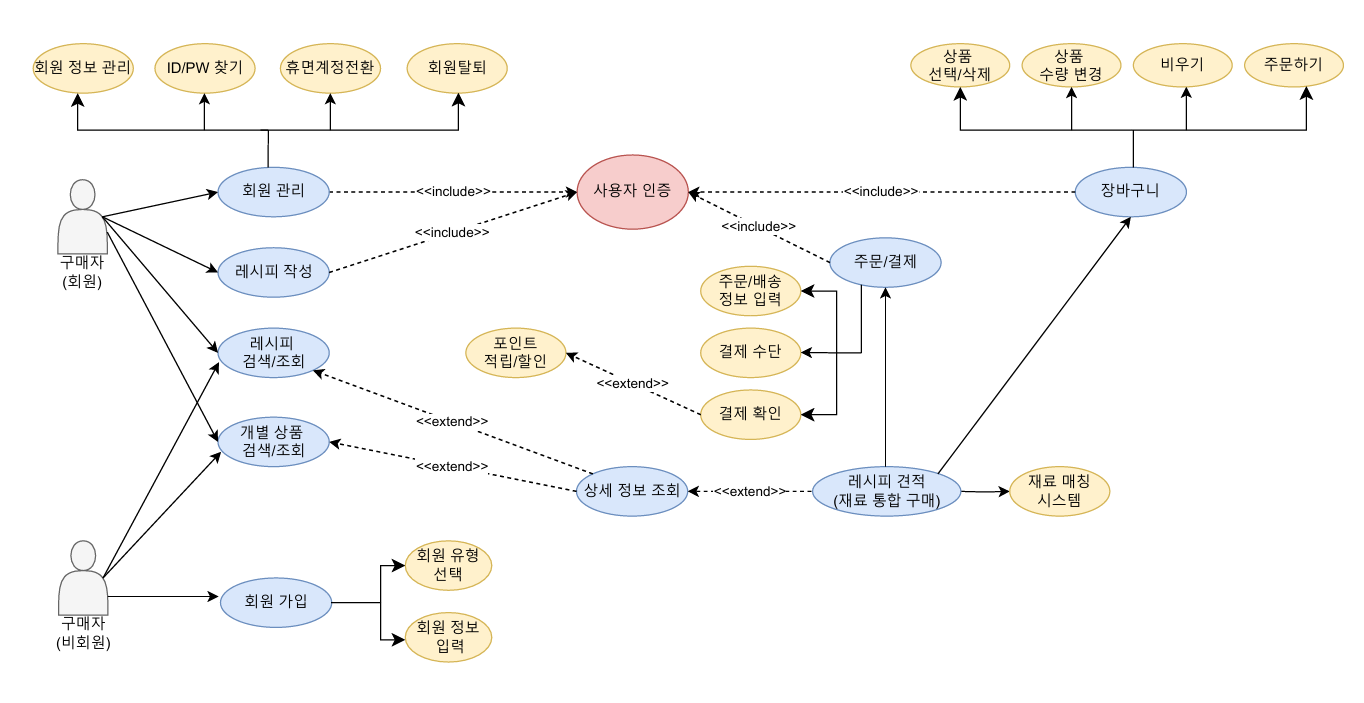 회원 정보 관리
ID/PW 찾기
휴면계정전환
회원탈퇴
상품
선택/삭제
상품
수량 변경
비우기
주문하기
구매자
(회원)
회원 관리
<<include>>
사용자 인증
<<include>>
장바구니
레시피 작성
<<include>>
<<include>>
주문/결제
주문/배송
정보 입력
레시피
검색/조회
포인트
적립/할인
결제 수단
<<extend>>
결제 확인
개별 상품
검색/조회
<<extend>>
<<extend>>
상세 정보 조회
<<extend>>
레시피 견적
(재료 통합 구매)
재료 매칭
시스템
구매자
(비회원)
회원 가입
회원 유형
선택
회원 정보
입력